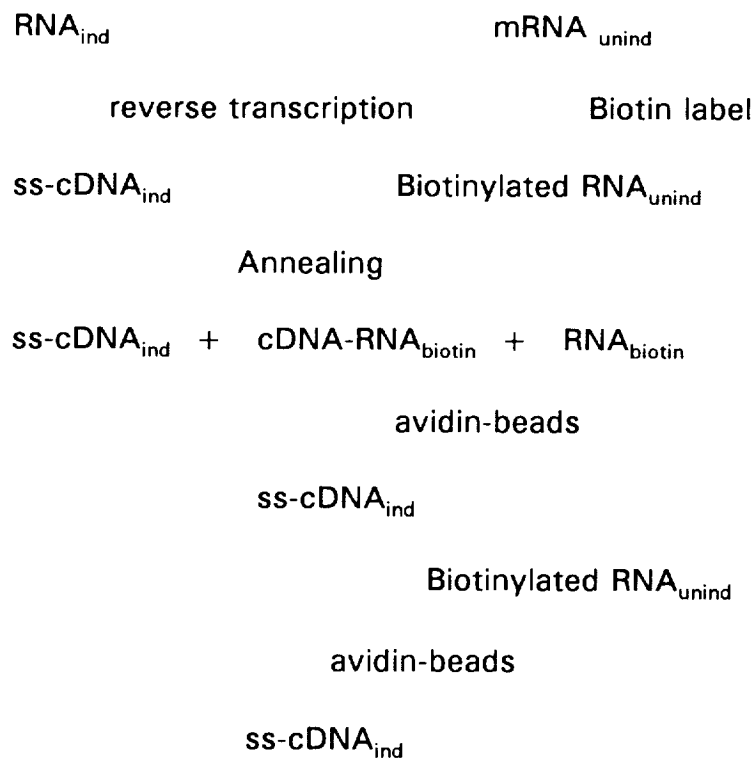 RNAind mRNA unind
reverse transcription Biotin label
ss-cDNAind Biotinylated RNAunind
Annealing
ss-cDNAind + cDNA-RNAbiotin + RNAbiotin
avidin-beads
ss-cDNAind
Biotinylated RNAunind
avidin-beads
ss-cDNAind